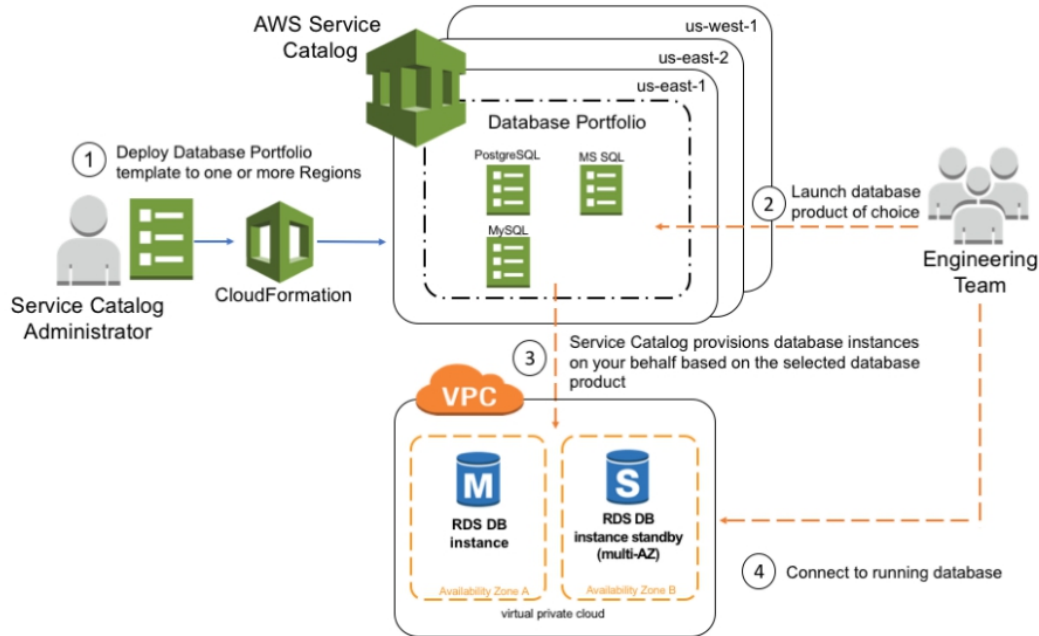 AWS Service
Catalog
us-west-1
us-east-2
us-east-1
Database Portfolio
PostgreSQL
MS SQL
MySQL
1
Deploy Database Portfolio
template to one or more Regions
CloudFormation
Service Catalog
Administrator
2
Launch database
product of choice
Engineering
Team
3
Service Catalog provisions database instances
on your behalf based on the selected database
product
VPC
M
RDS DB
instance
Availability Zone A
S
RDS DB
instance standby
(multi-AZ)
Availability Zone B
virtual private cloud
4
Connect to running database